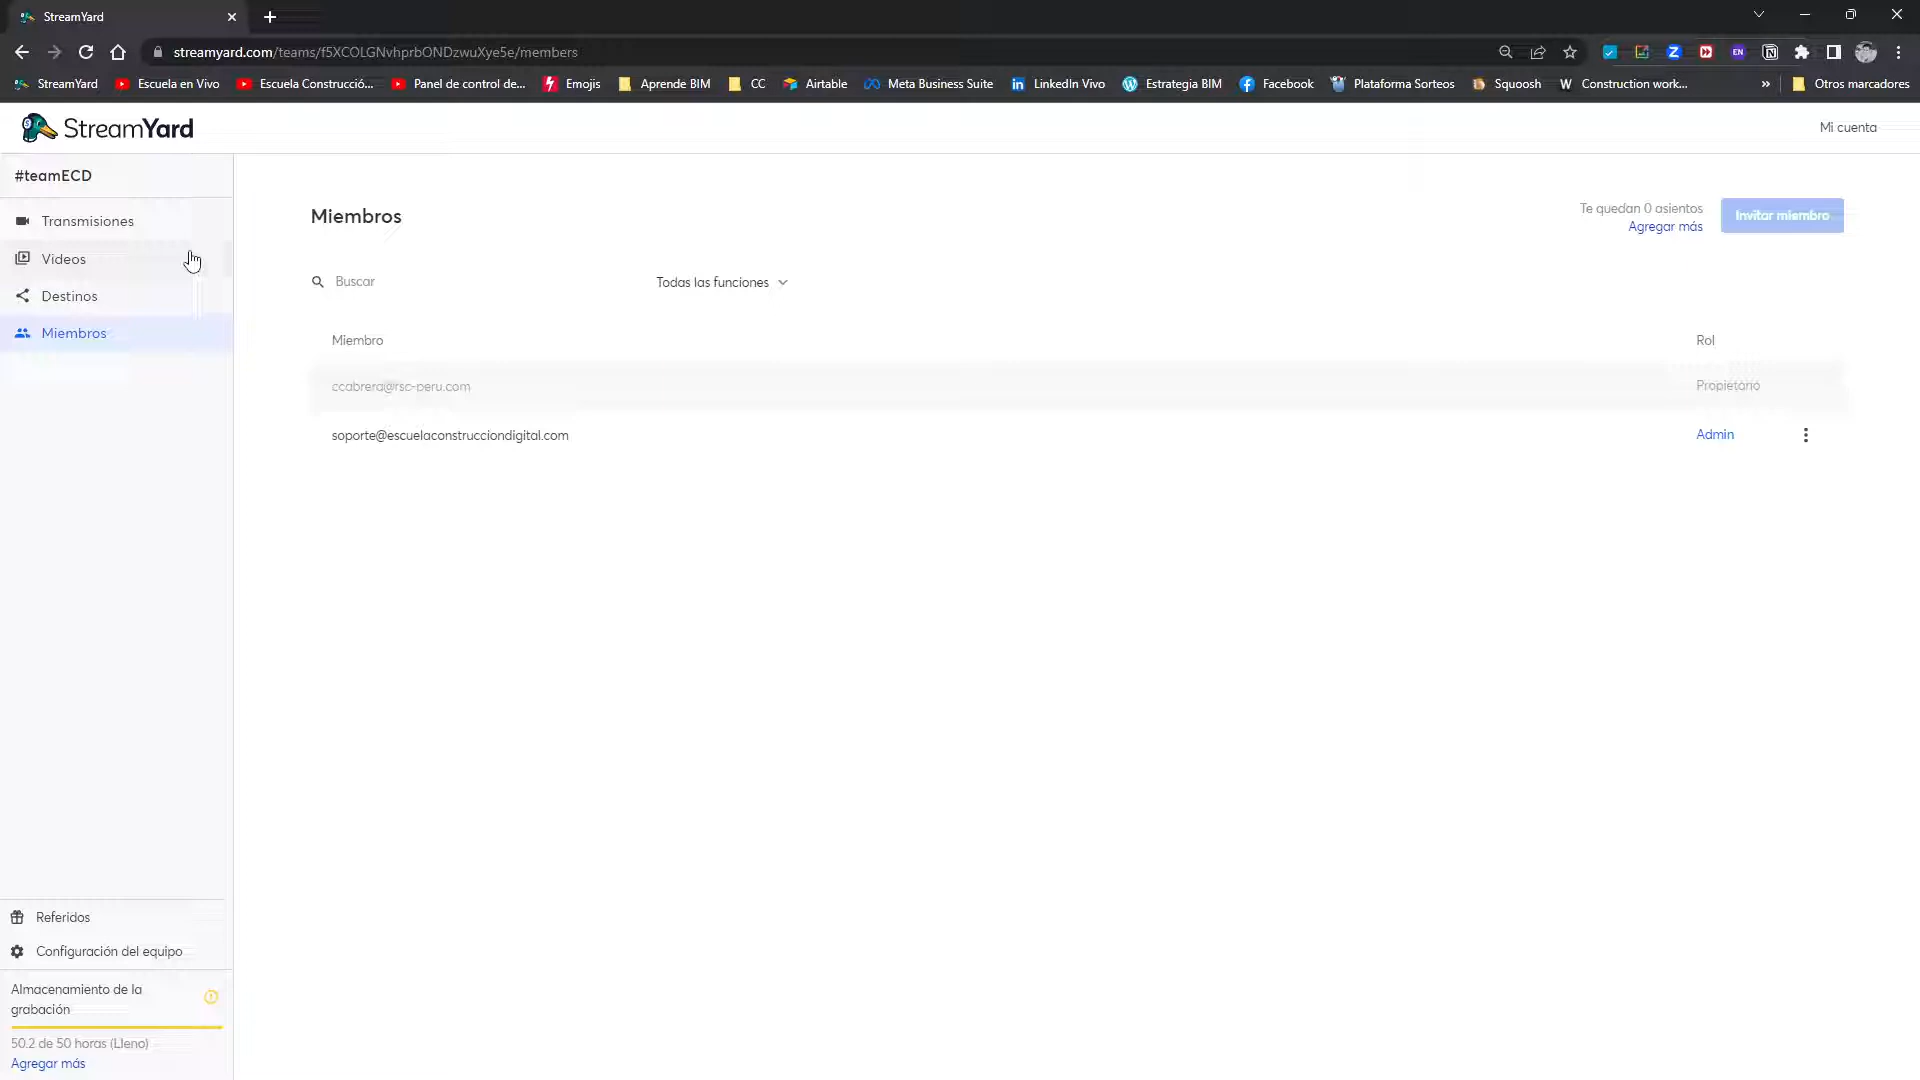 StreamYard
streamyard.com/teams/f5XCOLGNvhprbONDzwuXye5e/members
StreamYard
Escuela en Vivo
Escuela Construcció...
Panel de control de...
Emojis
Aprende BIM
CC
Airtable
Meta Business Suite
LinkedIn Vivo
Estrategia BIM
Facebook
Plataforma Sorteos
Squoosh
Construction work...
»
Otros marcadores
StreamYard
Mi cuenta
#teamECD
Transmisiones
Videos
Destinos
Miembros
Miembros
Te quedan 0 asientos
Agregar más
Invitar miembro
Buscar
Todas las funciones
Miembro
Rol
ccabrera@rsc-peru.com
Propietario
soporte@escuelaconstrucciondigital.com
Admin
Referidos
Configuración del equipo
Almacenamiento de la
grabación
50.2 de 50 horas (Lleno)
Agregar más